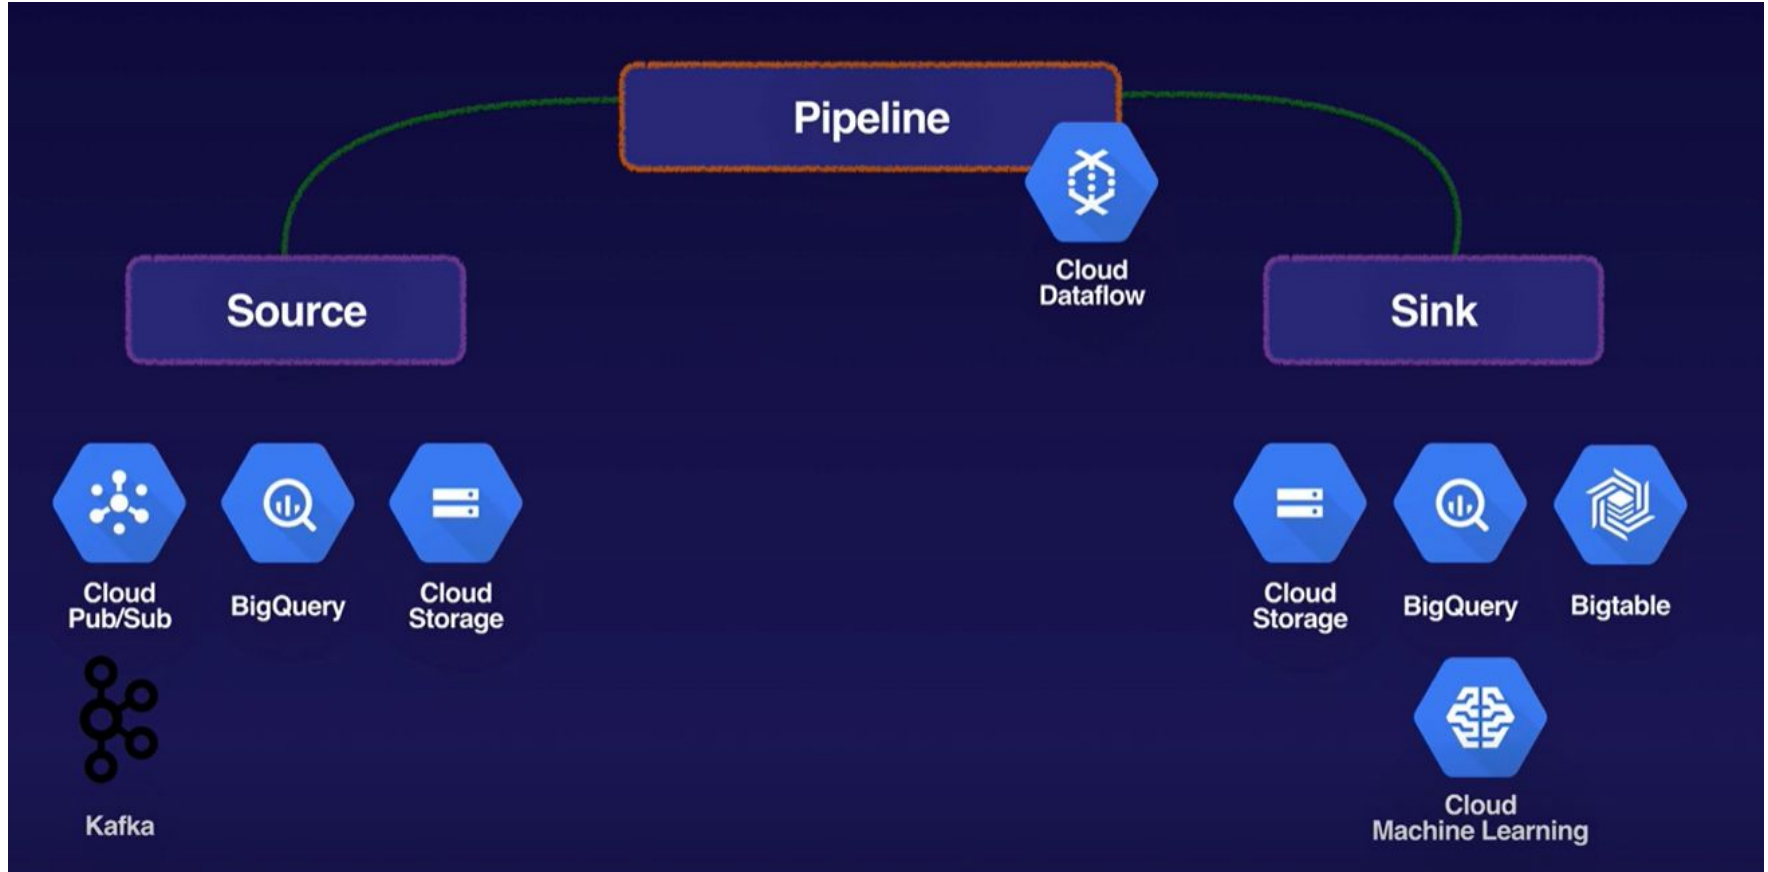 Pipeline
Cloud
Dataflow
Source
Sink
Cloud
Pub/Sub
BigQuery
Cloud
Storage
Cloud
Storage
BigQuery
Bigtable
Kafka
Cloud
Machine Learning